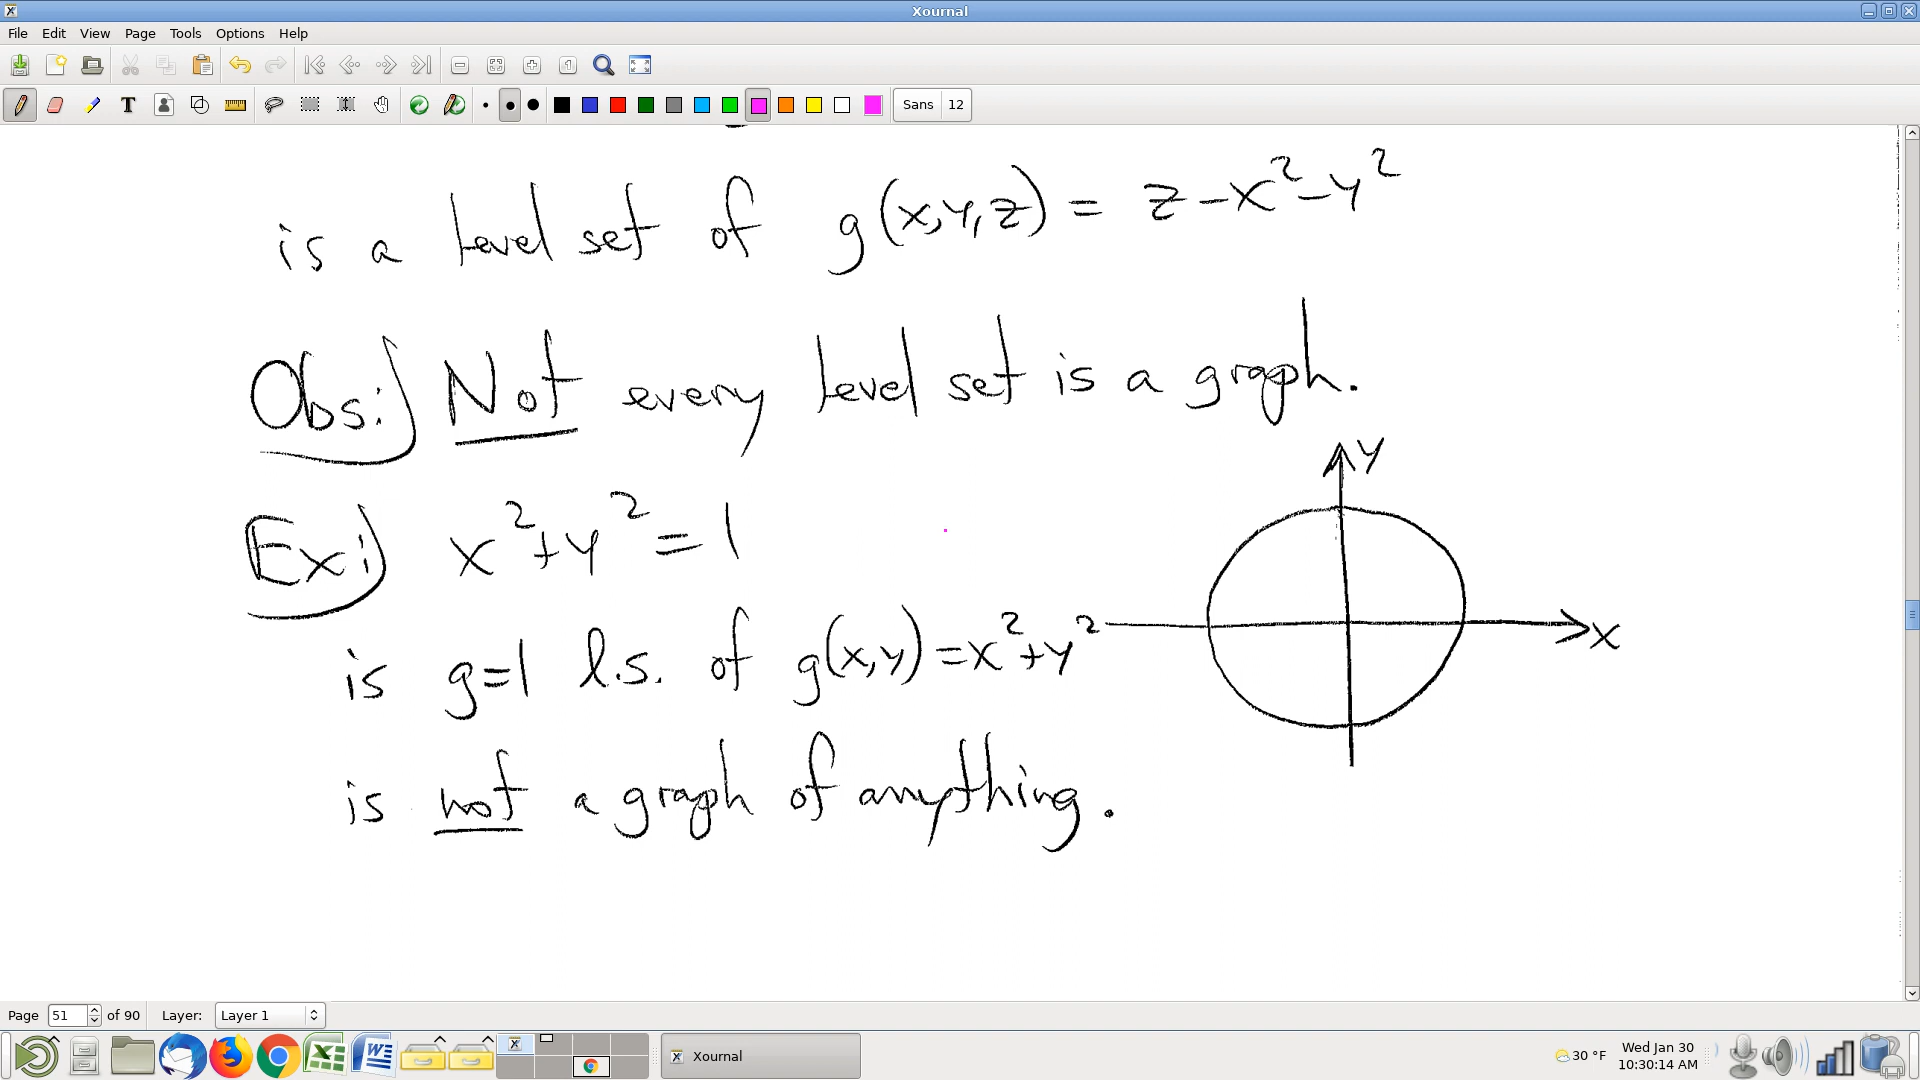 Xournal
File Edit View Page Tools Options Help
Sans 12
is a level set of g(x,y,z) = z-x²-y²
Obs: Not every level set is a graph.
y
Ex: x²+y²=1
x
is g=1 l.s. of g(x,y)=x²+y²
is not a graph of anything.
Page 51 of 90 Layer: Layer 1
Xournal
30 °F
Wed Jan 30
10:30:14 AM